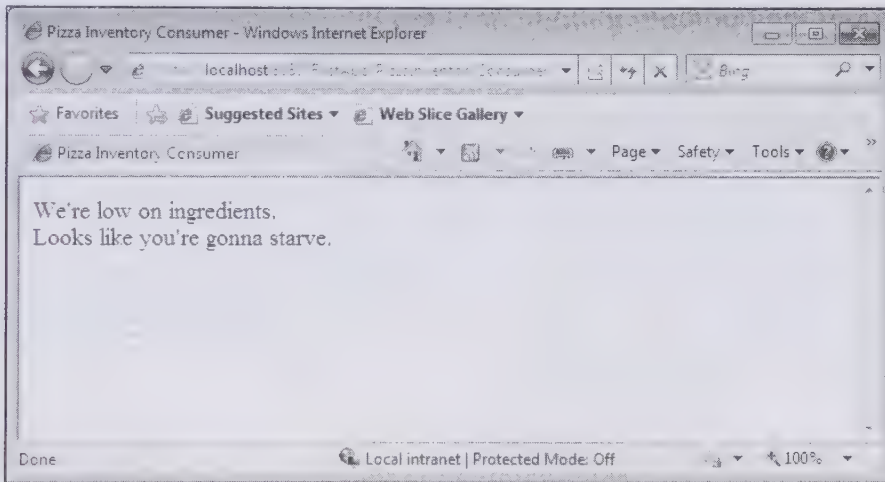 Pizza Inventory Consumer - Windows Internet Explorer
localhost Bing
Favorites Suggested Sites Web Slice Gallery
Pizza Inventory Consumer Page Safety Tools
We're low on ingredients.
Looks like you're gonna starve.
Done Local intranet | Protected Mode: Off 100%